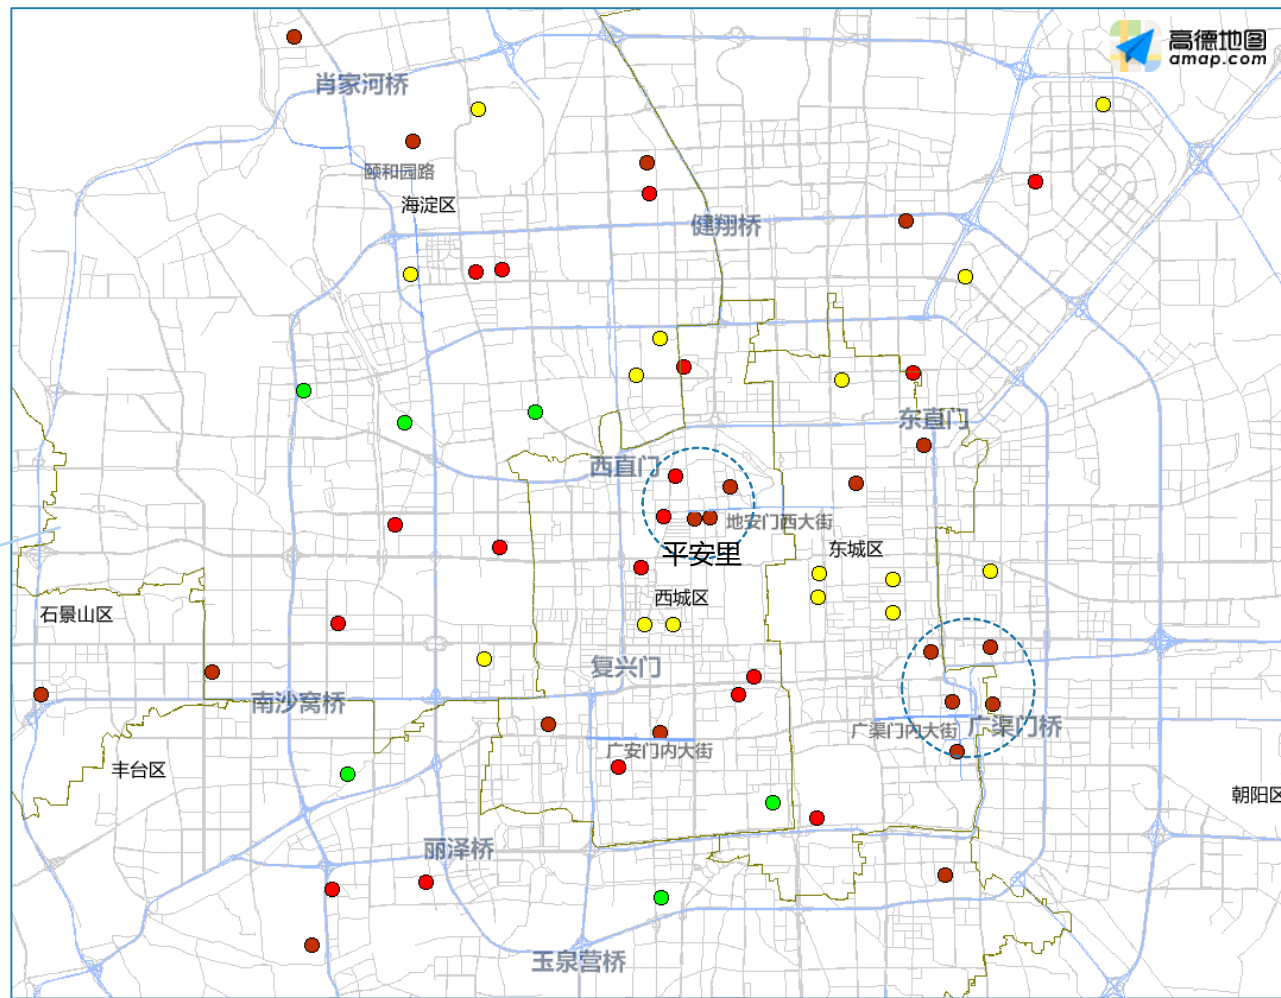 高德地图
amap.com
肖家河桥
颐和园路
海淀区
健翔桥
东直门
西直门
地安门西大街
平安里
东城区
西城区
石景山区
复兴门
南沙窝桥
广渠门内大街
广渠门桥
广安门内大街
丰台区
朝阳区
丽泽桥
玉泉营桥